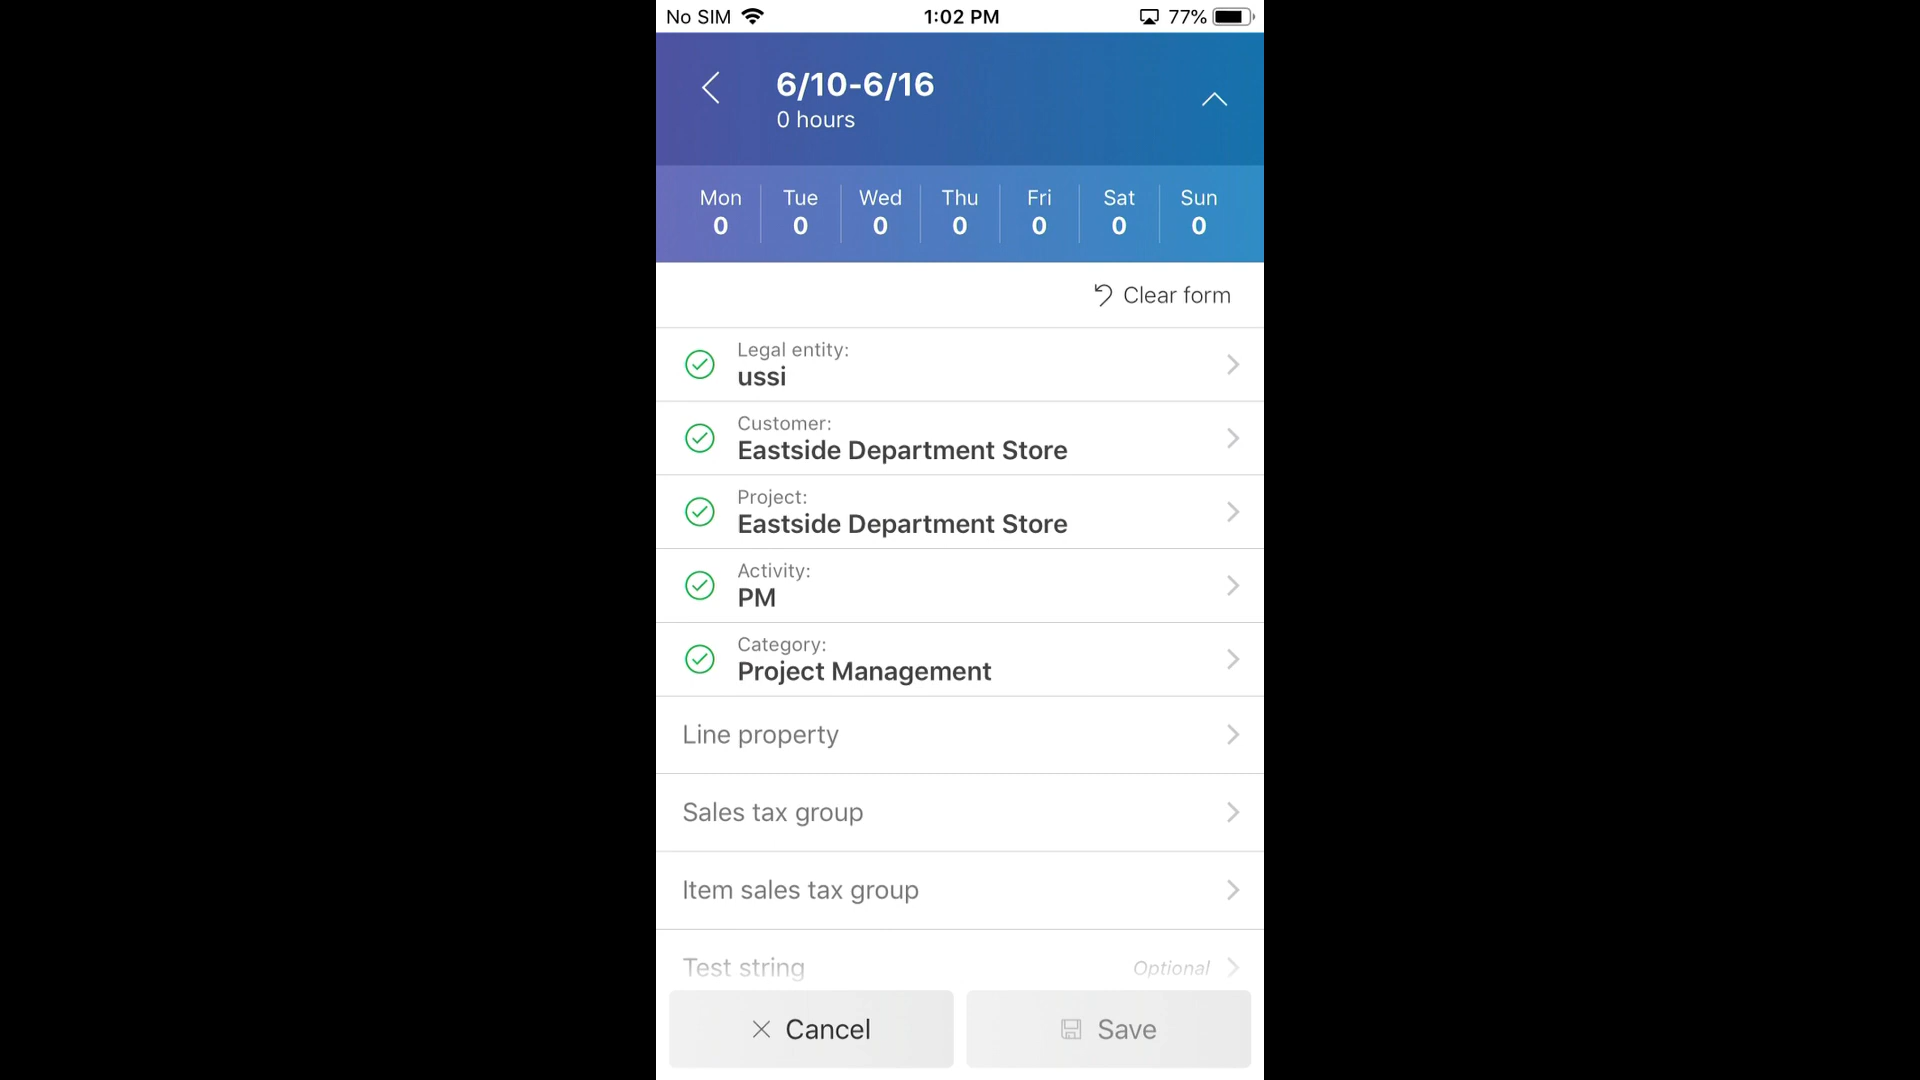 No SIM 1:02 PM 77%
6/10-6/16
0 hours
Mon Tue Wed Thu Fri Sat Sun
0 0 0 0 0 0 0
Clear form
Legal entity:
ussi
Customer:
Eastside Department Store
Project:
Eastside Department Store
Activity:
PM
Category:
Project Management
Line property
Sales tax group
Item sales tax group
Test string Optional
Cancel Save